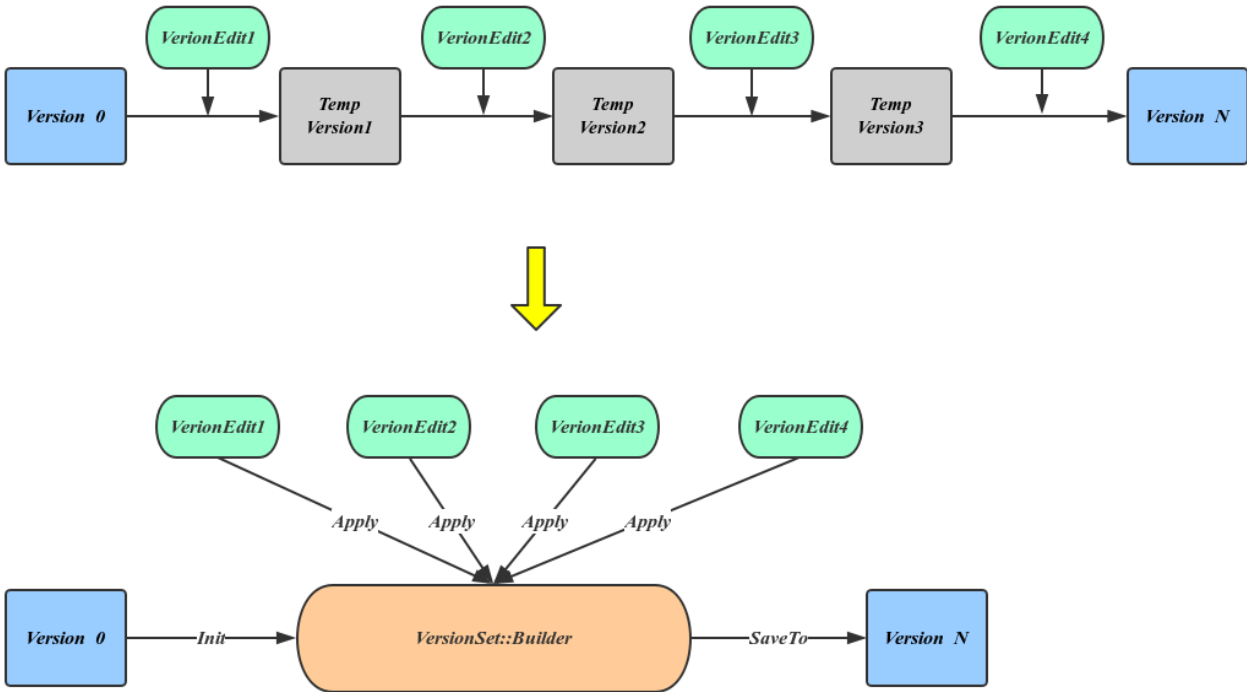 VerionEdit1
VerionEdit2
VerionEdit3
VerionEdit4
Version 0
Temp
Version1
Temp
Version2
Temp
Version3
Version N
VerionEdit1
VerionEdit2
VerionEdit3
VerionEdit4
Apply
Apply
Apply
Apply
Version 0
Init
VersionSet::Builder
SaveTo
Version N